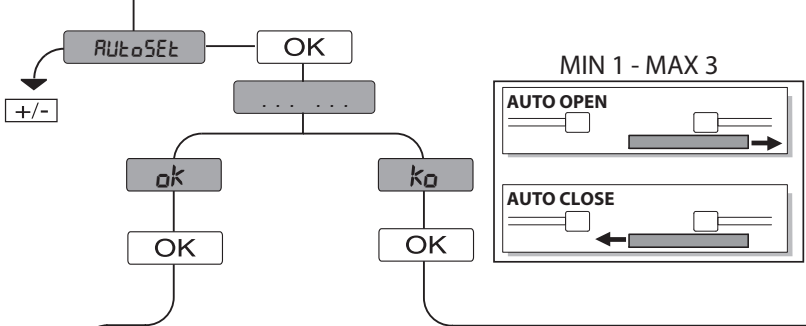 AUtoSEt
OK
MIN 1 - MAX 3
+/-
... ...
AUTO OPEN
ok
ko
AUTO CLOSE
OK
OK